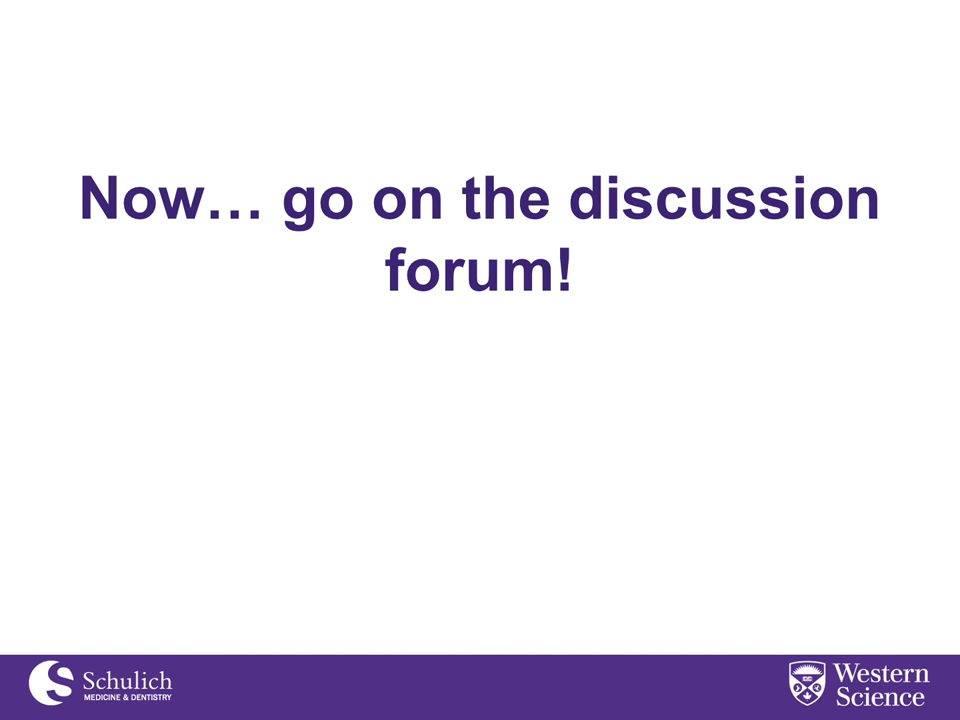 Now… go on the discussion
forum!
Schulich
MEDICINE & DENTISTRY
Western
Science